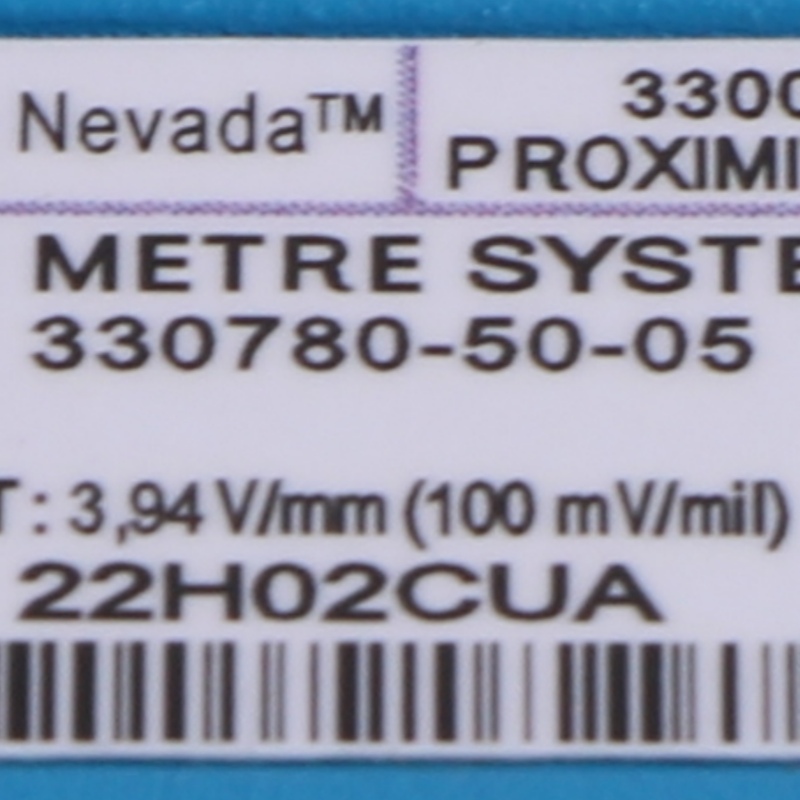 Nevada™
3300
PROXIMI
METRE SYSTE
330780-50-05
T: 3,94 V/mm (100 mV/mil)
22H02CUA